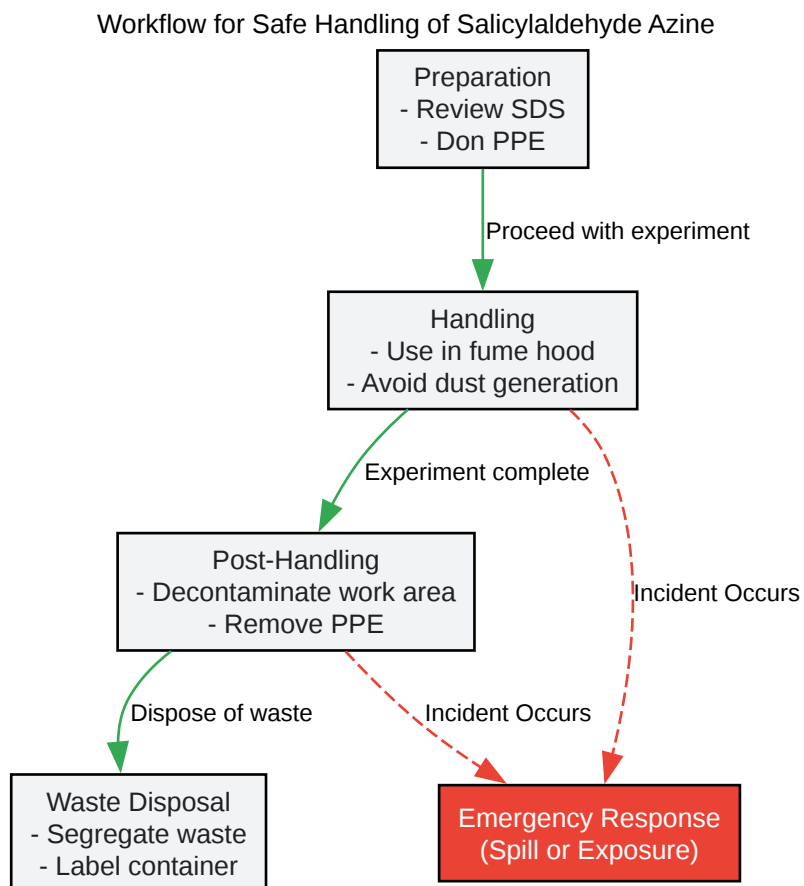 Workflow for Safe Handling of Salicylaldehyde Azine
Preparation
- Review SDS
- Don PPE
Proceed with experiment
Handling
- Use in fume hood
- Avoid dust generation
Experiment complete
Incident Occurs
Post-Handling
- Decontaminate work area
- Remove PPE
Dispose of waste
Incident Occurs
Waste Disposal
- Segregate waste
- Label container
Emergency Response
(Spill or Exposure)